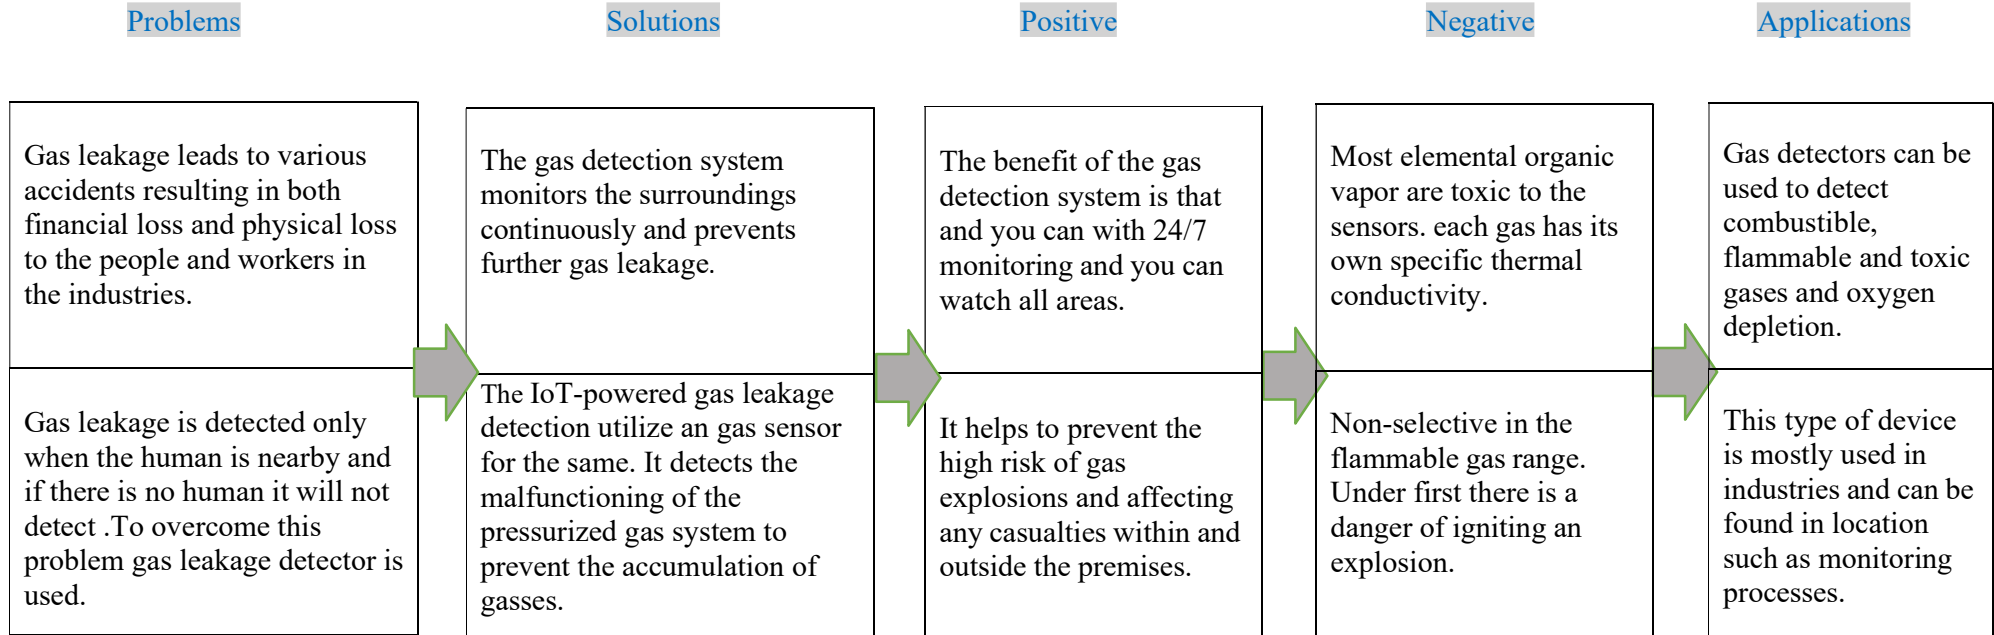 Problems
Solutions
Positive
Negative
Applications
Gas leakage leads to various
accidents resulting in both
financial loss and physical loss
to the people and workers in
the industries.
Gas leakage is detected only
when the human is nearby and
if there is no human it will not
detect .To overcome this
problem gas leakage detector is
used.
The gas detection system
monitors the surroundings
continuously and prevents
further gas leakage.
The IoT-powered gas leakage
detection utilize an gas sensor
for the same. It detects the
malfunctioning of the
pressurized gas system to
prevent the accumulation of
gasses.
The benefit of the gas
detection system is that
and you can with 24/7
monitoring and you can
watch all areas.
It helps to prevent the
high risk of gas
explosions and affecting
any casualties within and
outside the premises.
Most elemental organic
vapor are toxic to the
sensors. each gas has its
own specific thermal
conductivity.
Non-selective in the
flammable gas range.
Under first there is a
danger of igniting an
explosion.
Gas detectors can be
used to detect
combustible,
flammable and toxic
gases and oxygen
depletion.
This type of device
is mostly used in
industries and can be
found in location
such as monitoring
processes.